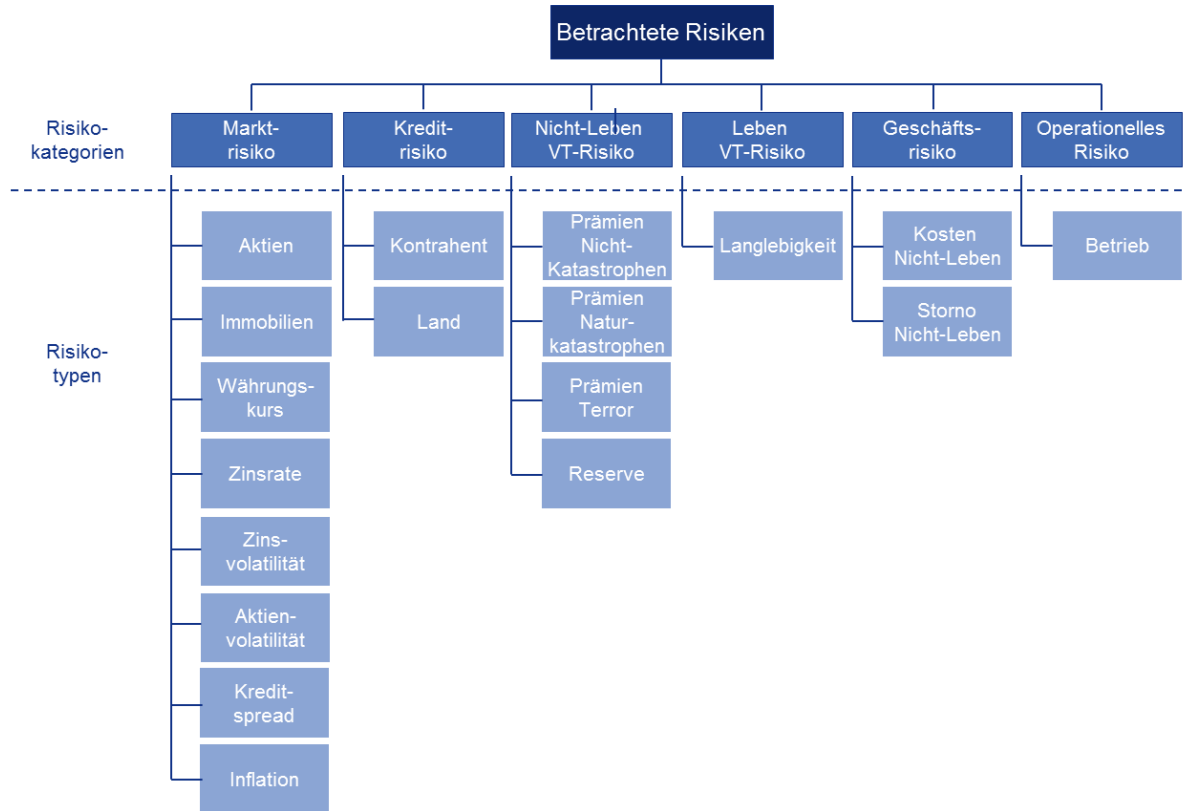 Betrachtete Risiken
Risiko-
kategorien
Markt-
risiko
Kredit-
risiko
Nicht-Leben
VT-Risiko
Leben
VT-Risiko
Geschäfts-
risiko
Operationelles
Risiko
Risiko-
typen
Aktien
Immobilien
Währungs-
kurs
Zinsrate
Zins-
volatilität
Aktien-
volatilität
Kredit-
spread
Inflation
Kontrahent
Land
Prämien
Nicht-
Katastrophen
Prämien
Natur-
katastrophen
Prämien
Terror
Reserve
Langlebigkeit
Kosten
Nicht-Leben
Storno
Nicht-Leben
Betrieb